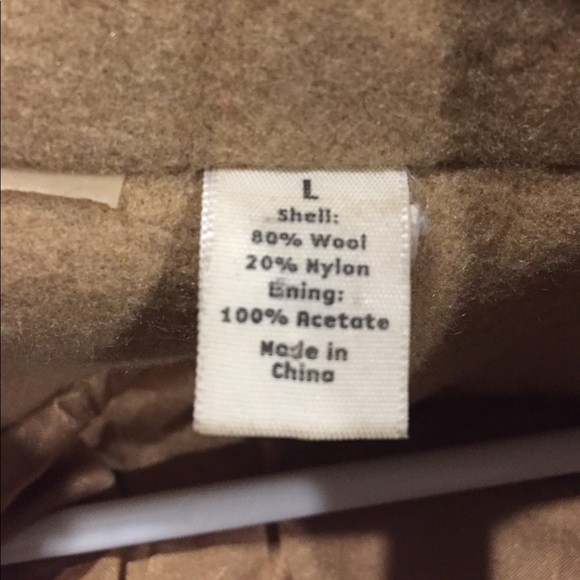 L
Shell:
80% Wool
20% Nylon
Lining:
100% Acetate
Made in
China